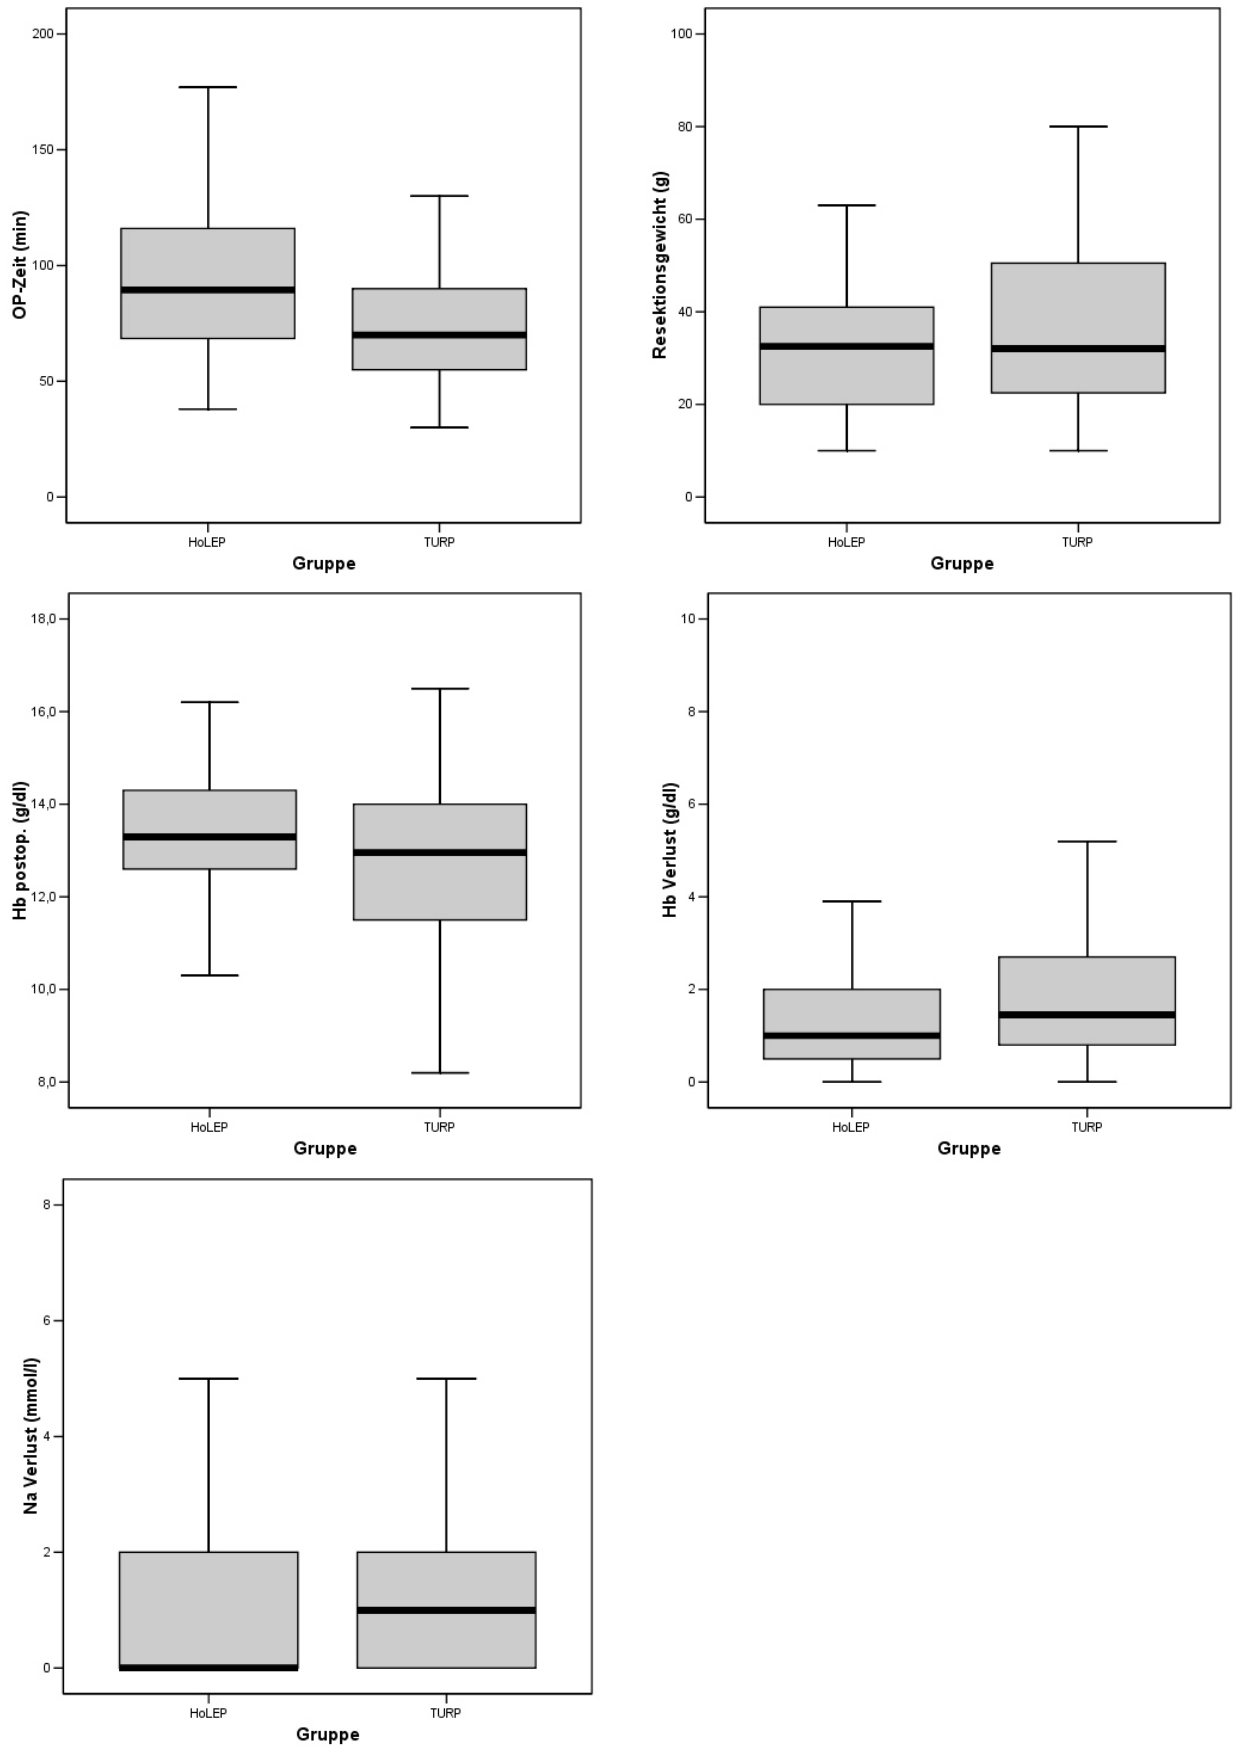 200
150
100
50
0
OP-Zeit (min)
HoLEP TURP
Gruppe
100
80
60
40
20
0
Resektionsgewicht (g)
HoLEP TURP
Gruppe
18,0
16,0
14,0
12,0
10,0
8,0
Hb postop. (g/dl)
HoLEP TURP
Gruppe
10
8
6
4
2
0
Hb Verlust (g/dl)
HoLEP TURP
Gruppe
8
6
4
2
0
Na Verlust (mmol/l)
HoLEP TURP
Gruppe